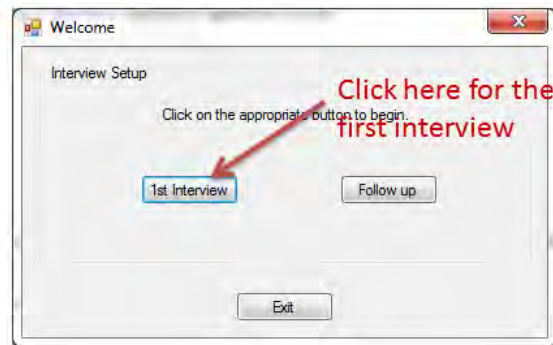 Welcome
Interview Setup
Click here for the
first interview
Click on the appropriate button to begin.
1st Interview
Follow up
Exit